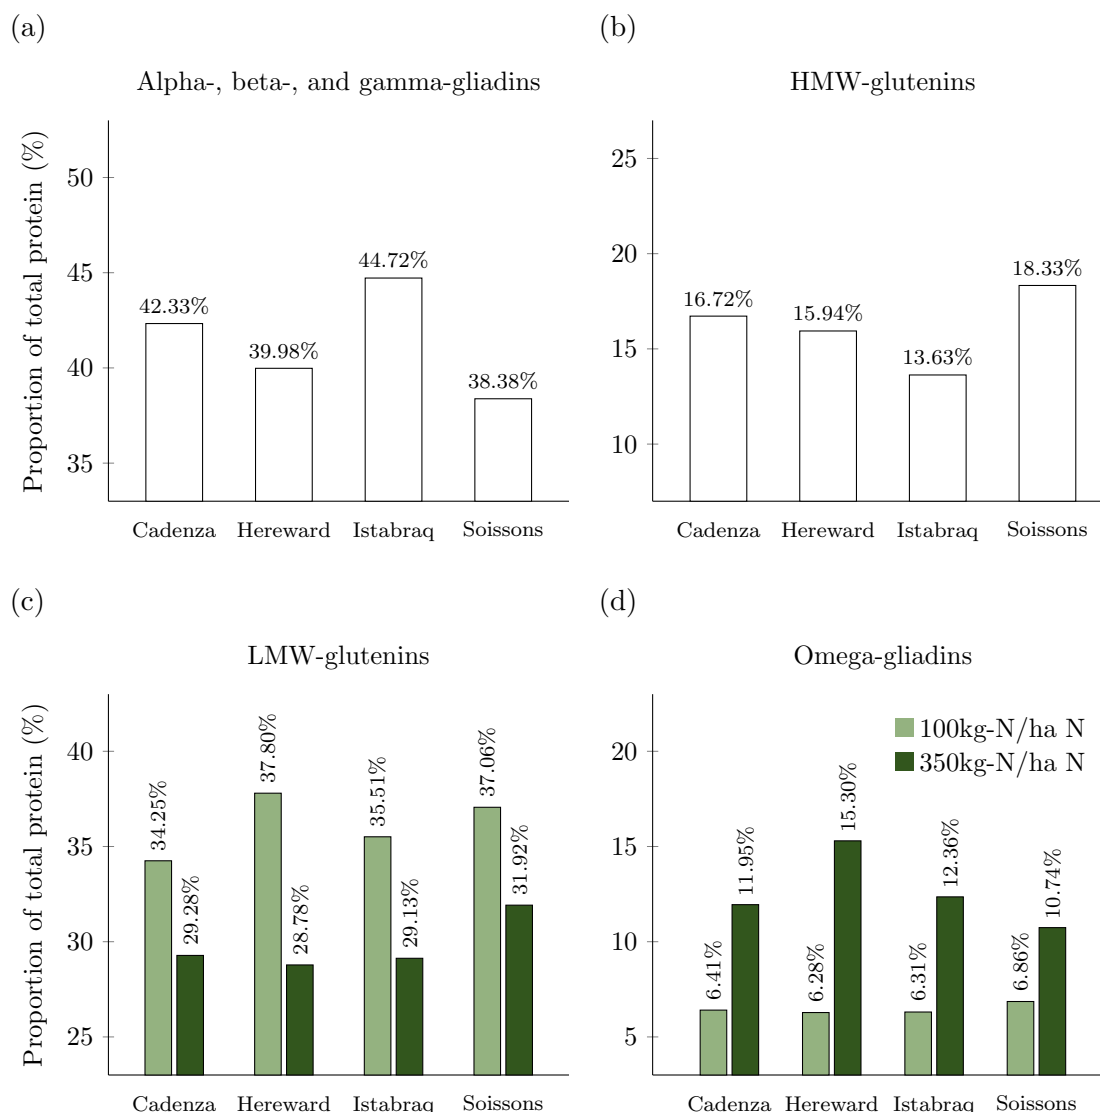 (a)
Alpha-, beta-, and gamma-gliadins
Proportion of total protein (%)
50
45
40
35
42.33%
39.98%
44.72%
38.38%
Cadenza Hereward Istabraq Soissons
(b)
HMW-glutenins
25
20
15
10
16.72%
15.94%
13.63%
18.33%
Cadenza Hereward Istabraq Soissons
(c)
LMW-glutenins
Proportion of total protein (%)
40
35
30
25
34.25%
29.28%
37.80%
28.78%
35.51%
29.13%
37.06%
31.92%
Cadenza Hereward Istabraq Soissons
(d)
Omega-gliadins
100kg-N/ha N
350kg-N/ha N
20
15
10
5
6.41%
11.95%
6.28%
15.30%
6.31%
12.36%
6.86%
10.74%
Cadenza Hereward Istabraq Soissons